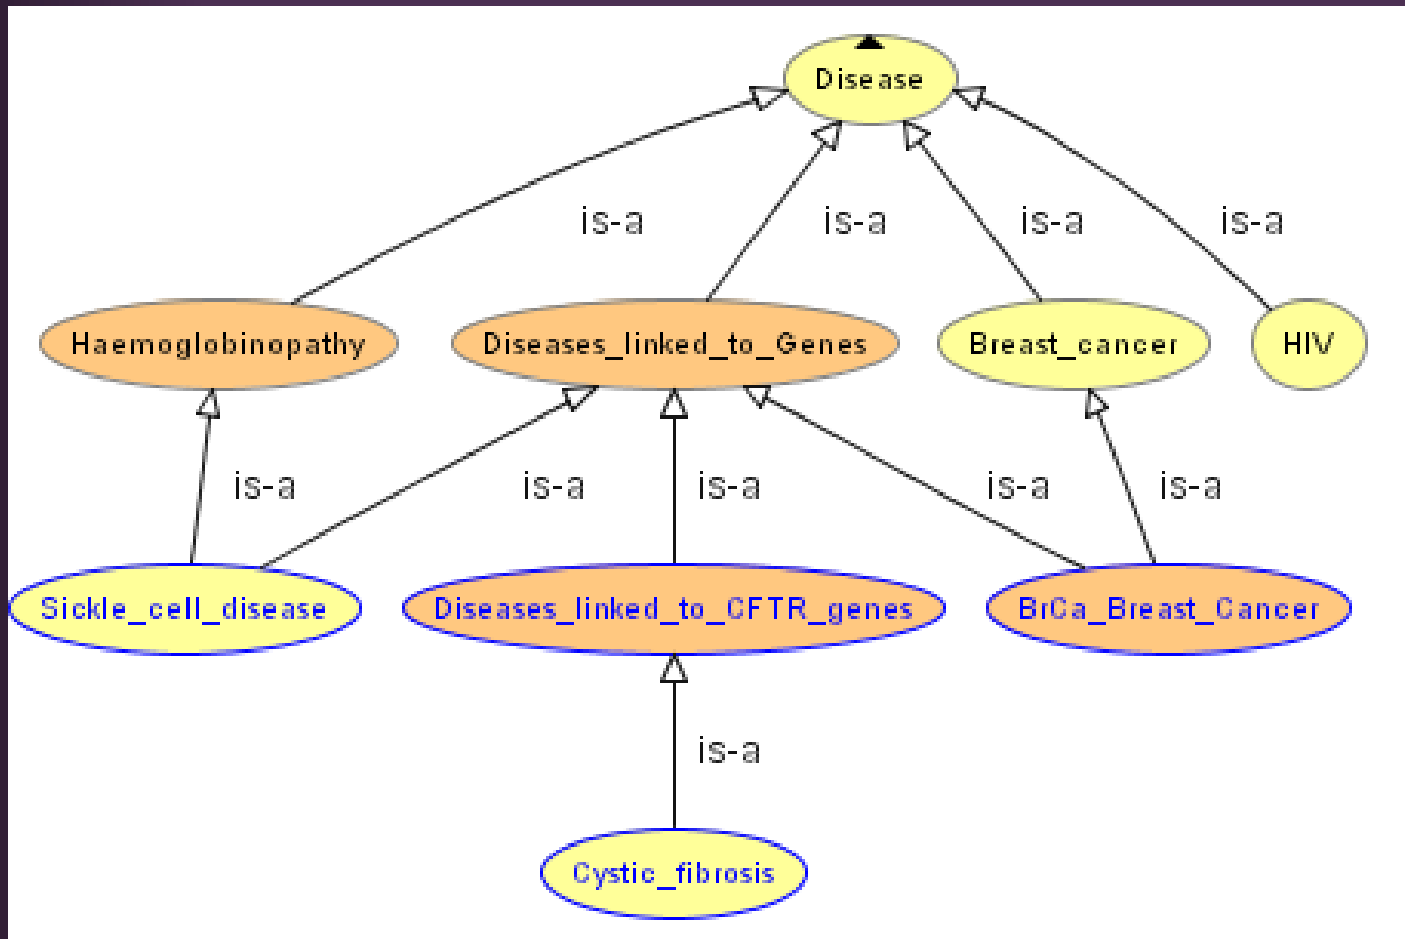 Disease
is-a is-a is-a is-a
Haemoglobinopathy Diseases_linked_to_Genes Breast_cancer HIV
is-a is-a is-a is-a is-a
Sickle_cell_disease Diseases_linked_to_CFTR_genes BrCa_Breast_Cancer
is-a
Cystic_fibrosis